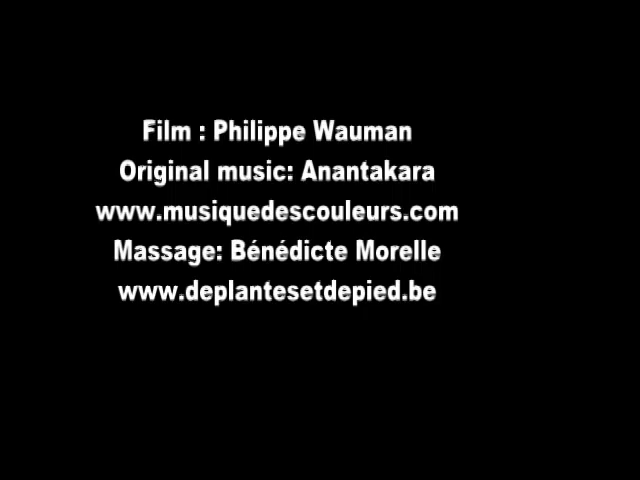 Film : Philippe Wauman
Original music: Anantakara
www.musiquedescouleurs.com
Massage: Bénédicte Morelle
www.deplantesetdepied.be